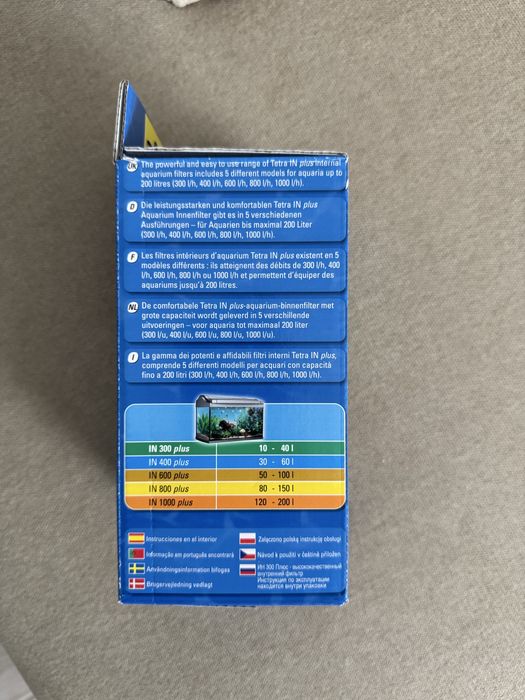 UK The powerful and easy to use range of Tetra IN plus internal
aquarium filters includes 5 different models for aquaria up to
200 litres (300 l/h, 400 l/h, 600 l/h, 800 l/h, 1000 l/h).
D Die leistungsstarken und komfortablen Tetra IN plus
Aquarium Innenfilter gibt es in 5 verschiedenen
Ausführungen – für Aquarien bis maximal 200 Liter
(300 l/h, 400 l/h, 600 l/h, 800 l/h, 1000 l/h).
F Les filtres intérieurs d'aquarium Tetra IN plus existent en 5
modèles différents : ils atteignent des débits de 300 l/h, 400
l/h, 600 l/h, 800 l/h ou 1000 l/h et permettent d'équiper des
aquariums jusqu'à 200 litres.
NL De comfortabele Tetra IN plus-aquarium-binnenfilter met
grote capaciteit wordt geleverd in 5 verschillende
uitvoeringen – voor aquaria tot maximaal 200 liter
(300 l/u, 400 l/u, 600 l/u, 800 l/u, 1000 l/u).
I La gamma dei potenti e affidabili filtri interni Tetra IN plus,
comprende 5 differenti modelli per acquari con capacità
fino a 200 litri (300 l/h, 400 l/h, 600 l/h, 800 l/h, 1000 l/h).
IN 300 plus 10 - 40 l
IN 400 plus 30 - 60 l
IN 600 plus 50 - 100 l
IN 800 plus 80 - 150 l
IN 1000 plus 120 - 200 l
Instrucciones en el interior
Informação em português encontrará
Användningsinformation bifogas
Brugervejledning vedlagt
Załączono polską instrukcję obsługi
Návod k použití v češtině přiložen
ИН 300 Плюс - высококачественный
внутренний фильтр
Инструкция по эксплуатации
находится внутри упаковки